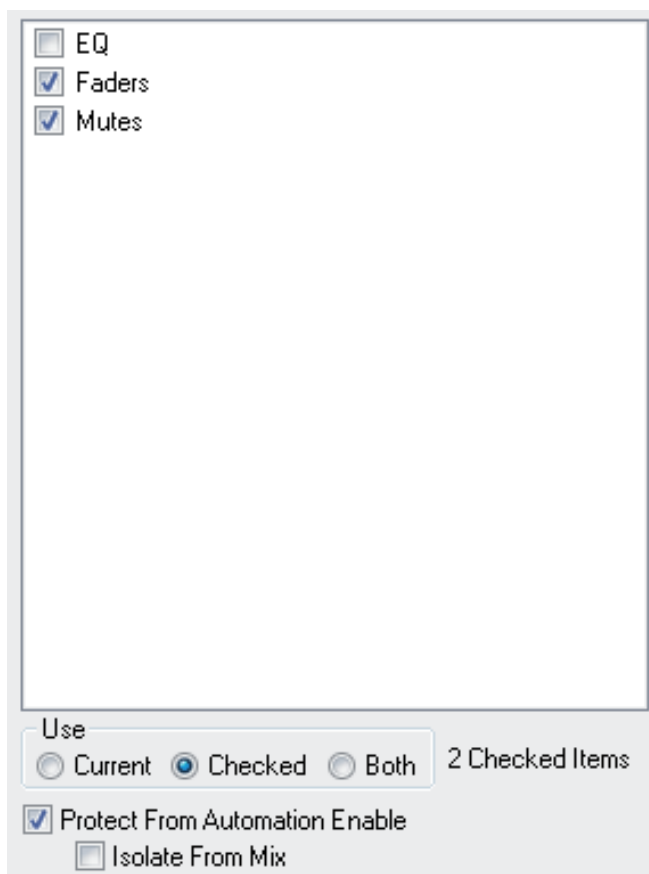 EQ
Faders
Mutes
Use
Current Checked Both 2 Checked Items
Protect From Automation Enable
Isolate From Mix